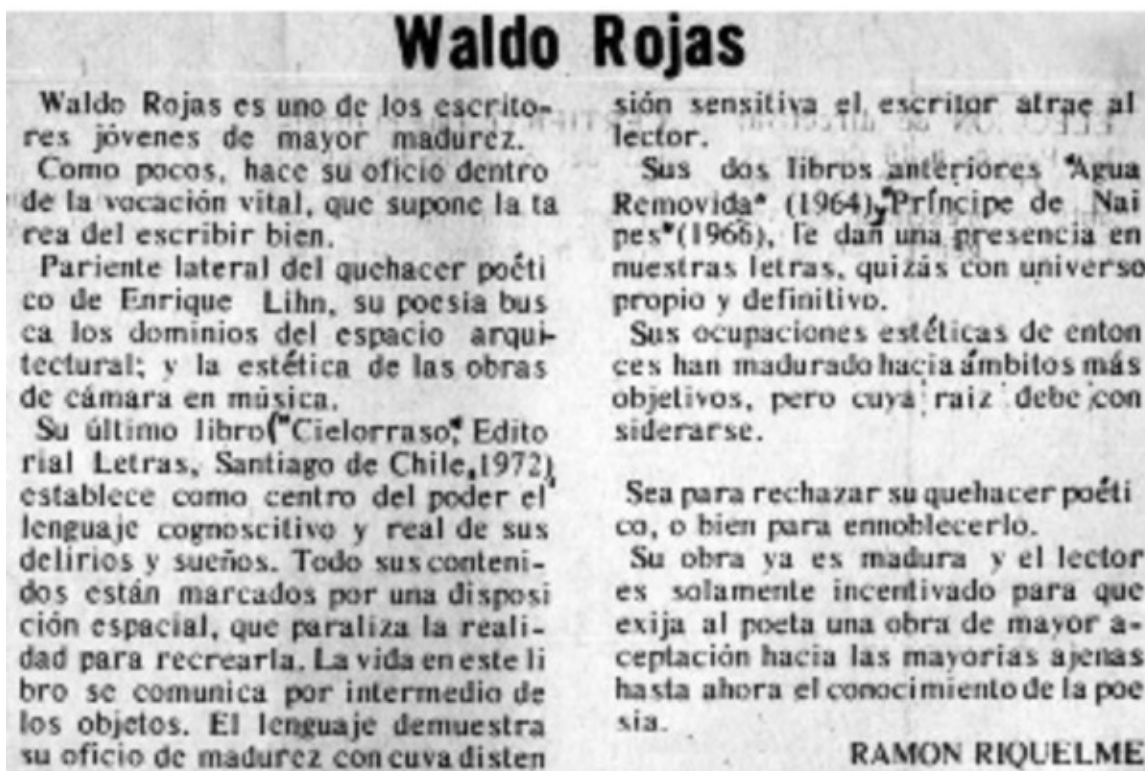 Waldo Rojas
Waldo Rojas es uno de los escrito-
res jóvenes de mayor madurez.
Como pocos, hace su oficio dentro
de la vocación vital, que supone la ta
rea del escribir bien.
Pariente lateral del quehacer poéti
co de Enrique Lihn, su poesia bus
ca los dominios del espacio arqui-
tectural; y la estética de las obras
de cámara en música.
Su último libro ("Cielorraso," Edito
rial Letras, Santiago de Chile, 1972)
establece como centro del poder el
lenguaje cognoscitivo y real de sus
delirios y sueños. Todo sus conteni-
dos están marcados por una disposi
ción espacial, que paraliza la reali-
dad para recrearla. La vida en este li
bro se comunica por intermedio de
los objetos. El lenguaje demuestra
su oficio de madurez con cuya disten
sión sensitiva el escritor atrae al
lector.
Sus dos libros anteriores "Agua
Removida" (1964), "Príncipe de Nai
pes" (1966), le dan una presencia en
nuestras letras, quizás con universo
propio y definitivo.
Sus ocupaciones estéticas de enton
ces han madurado hacia ámbitos más
objetivos, pero cuya raiz debe con
siderarse.
Sea para rechazar su quehacer poéti
co, o bien para ennoblecerlo.
Su obra ya es madura y el lector
es solamente incentivado para que
exija al poeta una obra de mayor a-
ceptación hacia las mayorías ajenas
hasta ahora el conocimiento de la poe
sia.
RAMON RIQUELME